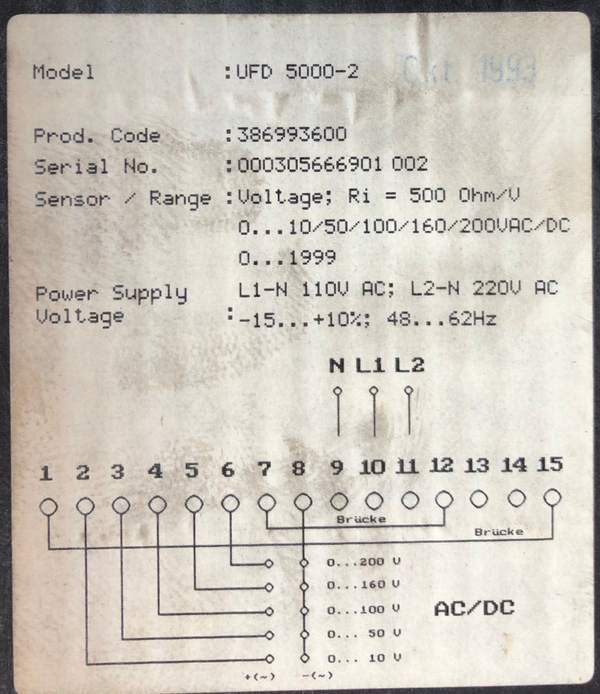 Model :UFD 5000-2 Okt 1993
Prod. Code :386993600
Serial No. :000305666901 002
Sensor / Range :Voltage; Ri = 500 Ohm/V
0...10/50/100/160/200VAC/DC
0...1999
Power Supply L1-N 110V AC; L2-N 220V AC
Voltage :-15...+10%; 48...62Hz
N L1 L2
1 2 3 4 5 6 7 8 9 10 11 12 13 14 15
Brücke
Brücke
0...200 V
0...160 V
0...100 V AC/DC
0... 50 V
0... 10 V
+(~) -(~)